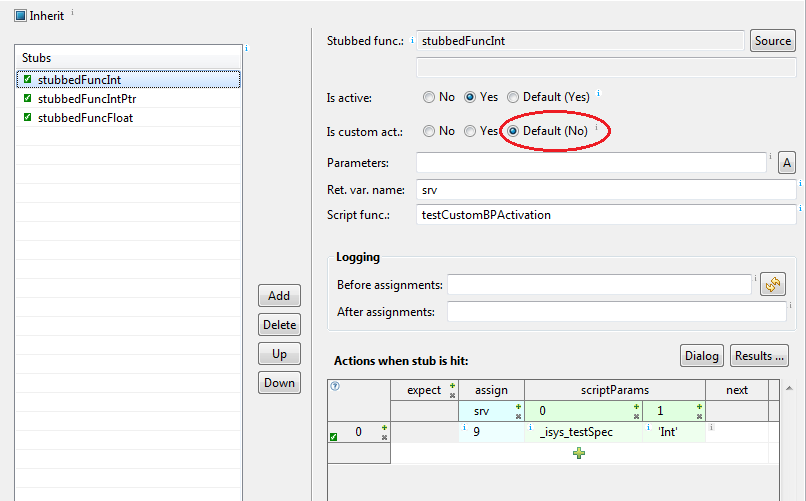 Inherit
Stubs
stubbedFuncInt
stubbedFuncIntPtr
stubbedFuncFloat
Add
Delete
Up
Down
Stubbed func.: stubbedFuncInt Source
Is active: No Yes Default (Yes)
Is custom act.: No Yes Default (No)
Parameters: A
Ret. var. name: srv
Script func.: testCustomBPActivation
Logging
Before assignments:
After assignments:
Actions when stub is hit: Dialog Results ...
expect assign scriptParams next
srv 0 1
0 9 _isys_testSpec 'Int'